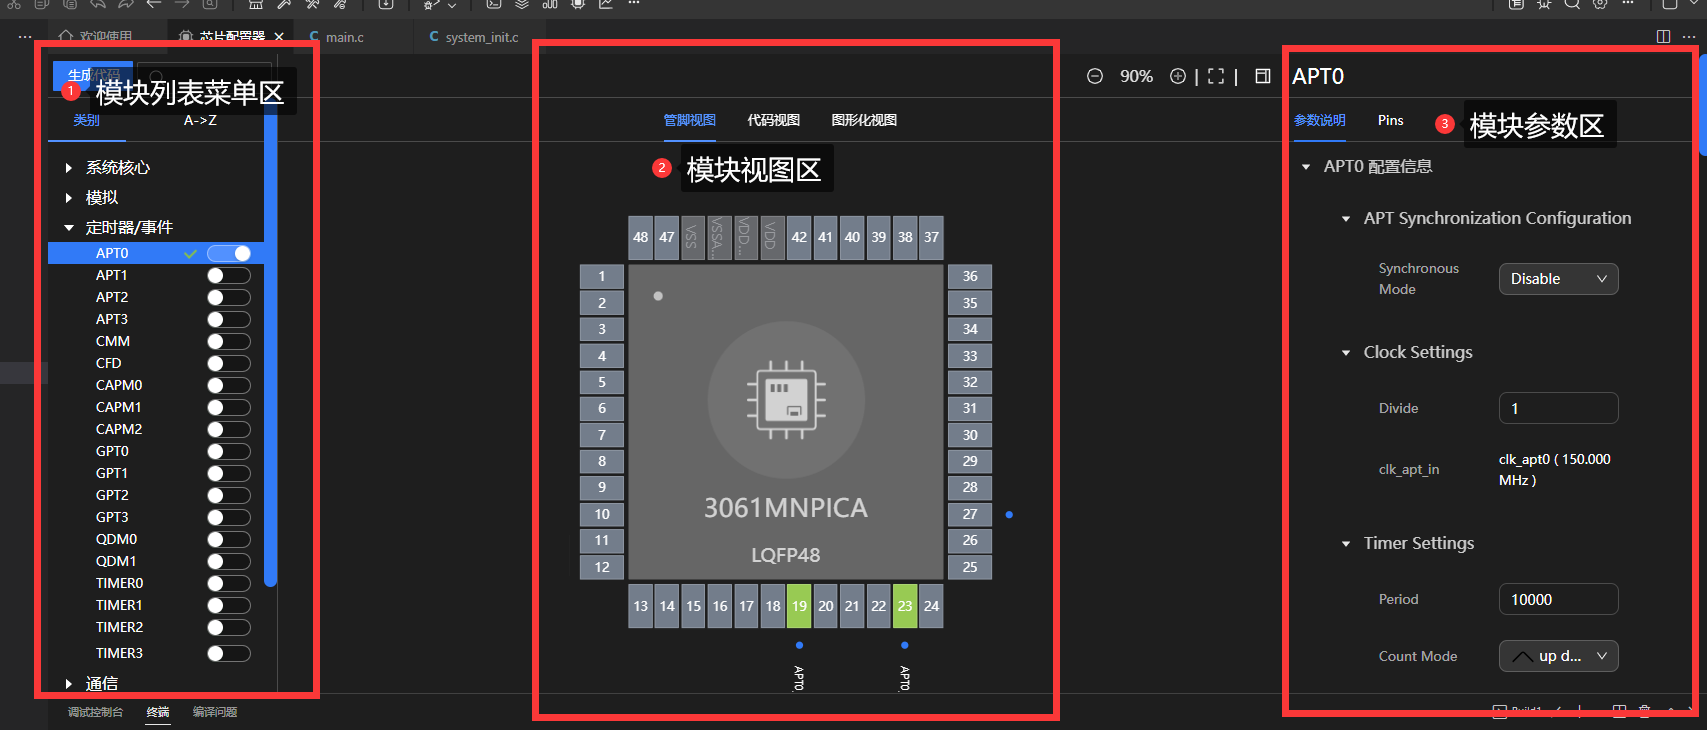 欢迎使用
芯片配置器
C main.c
C system_init.c
生成代码
1
模块列表菜单区
类别
A->Z
系统核心
模拟
定时器/事件
APT0
APT1
APT2
APT3
CMM
CFD
CAPM0
CAPM1
CAPM2
GPT0
GPT1
GPT2
GPT3
QDM0
QDM1
TIMER0
TIMER1
TIMER2
TIMER3
通信
90%
管脚视图
代码视图
图形化视图
2
模块视图区
48 47 VSS VSSA... VDD... VDD 42 41 40 39 38 37
1
2
3
4
5
6
7
8
9
10
11
12
3061MNPICA
LQFP48
36
35
34
33
32
31
30
29
28
27
26
25
13 14 15 16 17 18 19 20 21 22 23 24
APT0.
APT0.
APT0
参数说明
Pins
3
模块参数区
APT0 配置信息
APT Synchronization Configuration
Synchronous
Mode
Disable
Clock Settings
Divide
1
clk_apt_in
clk_apt0 ( 150.000
MHz )
Timer Settings
Period
10000
Count Mode
up d...
调试控制台
终端
编译问题